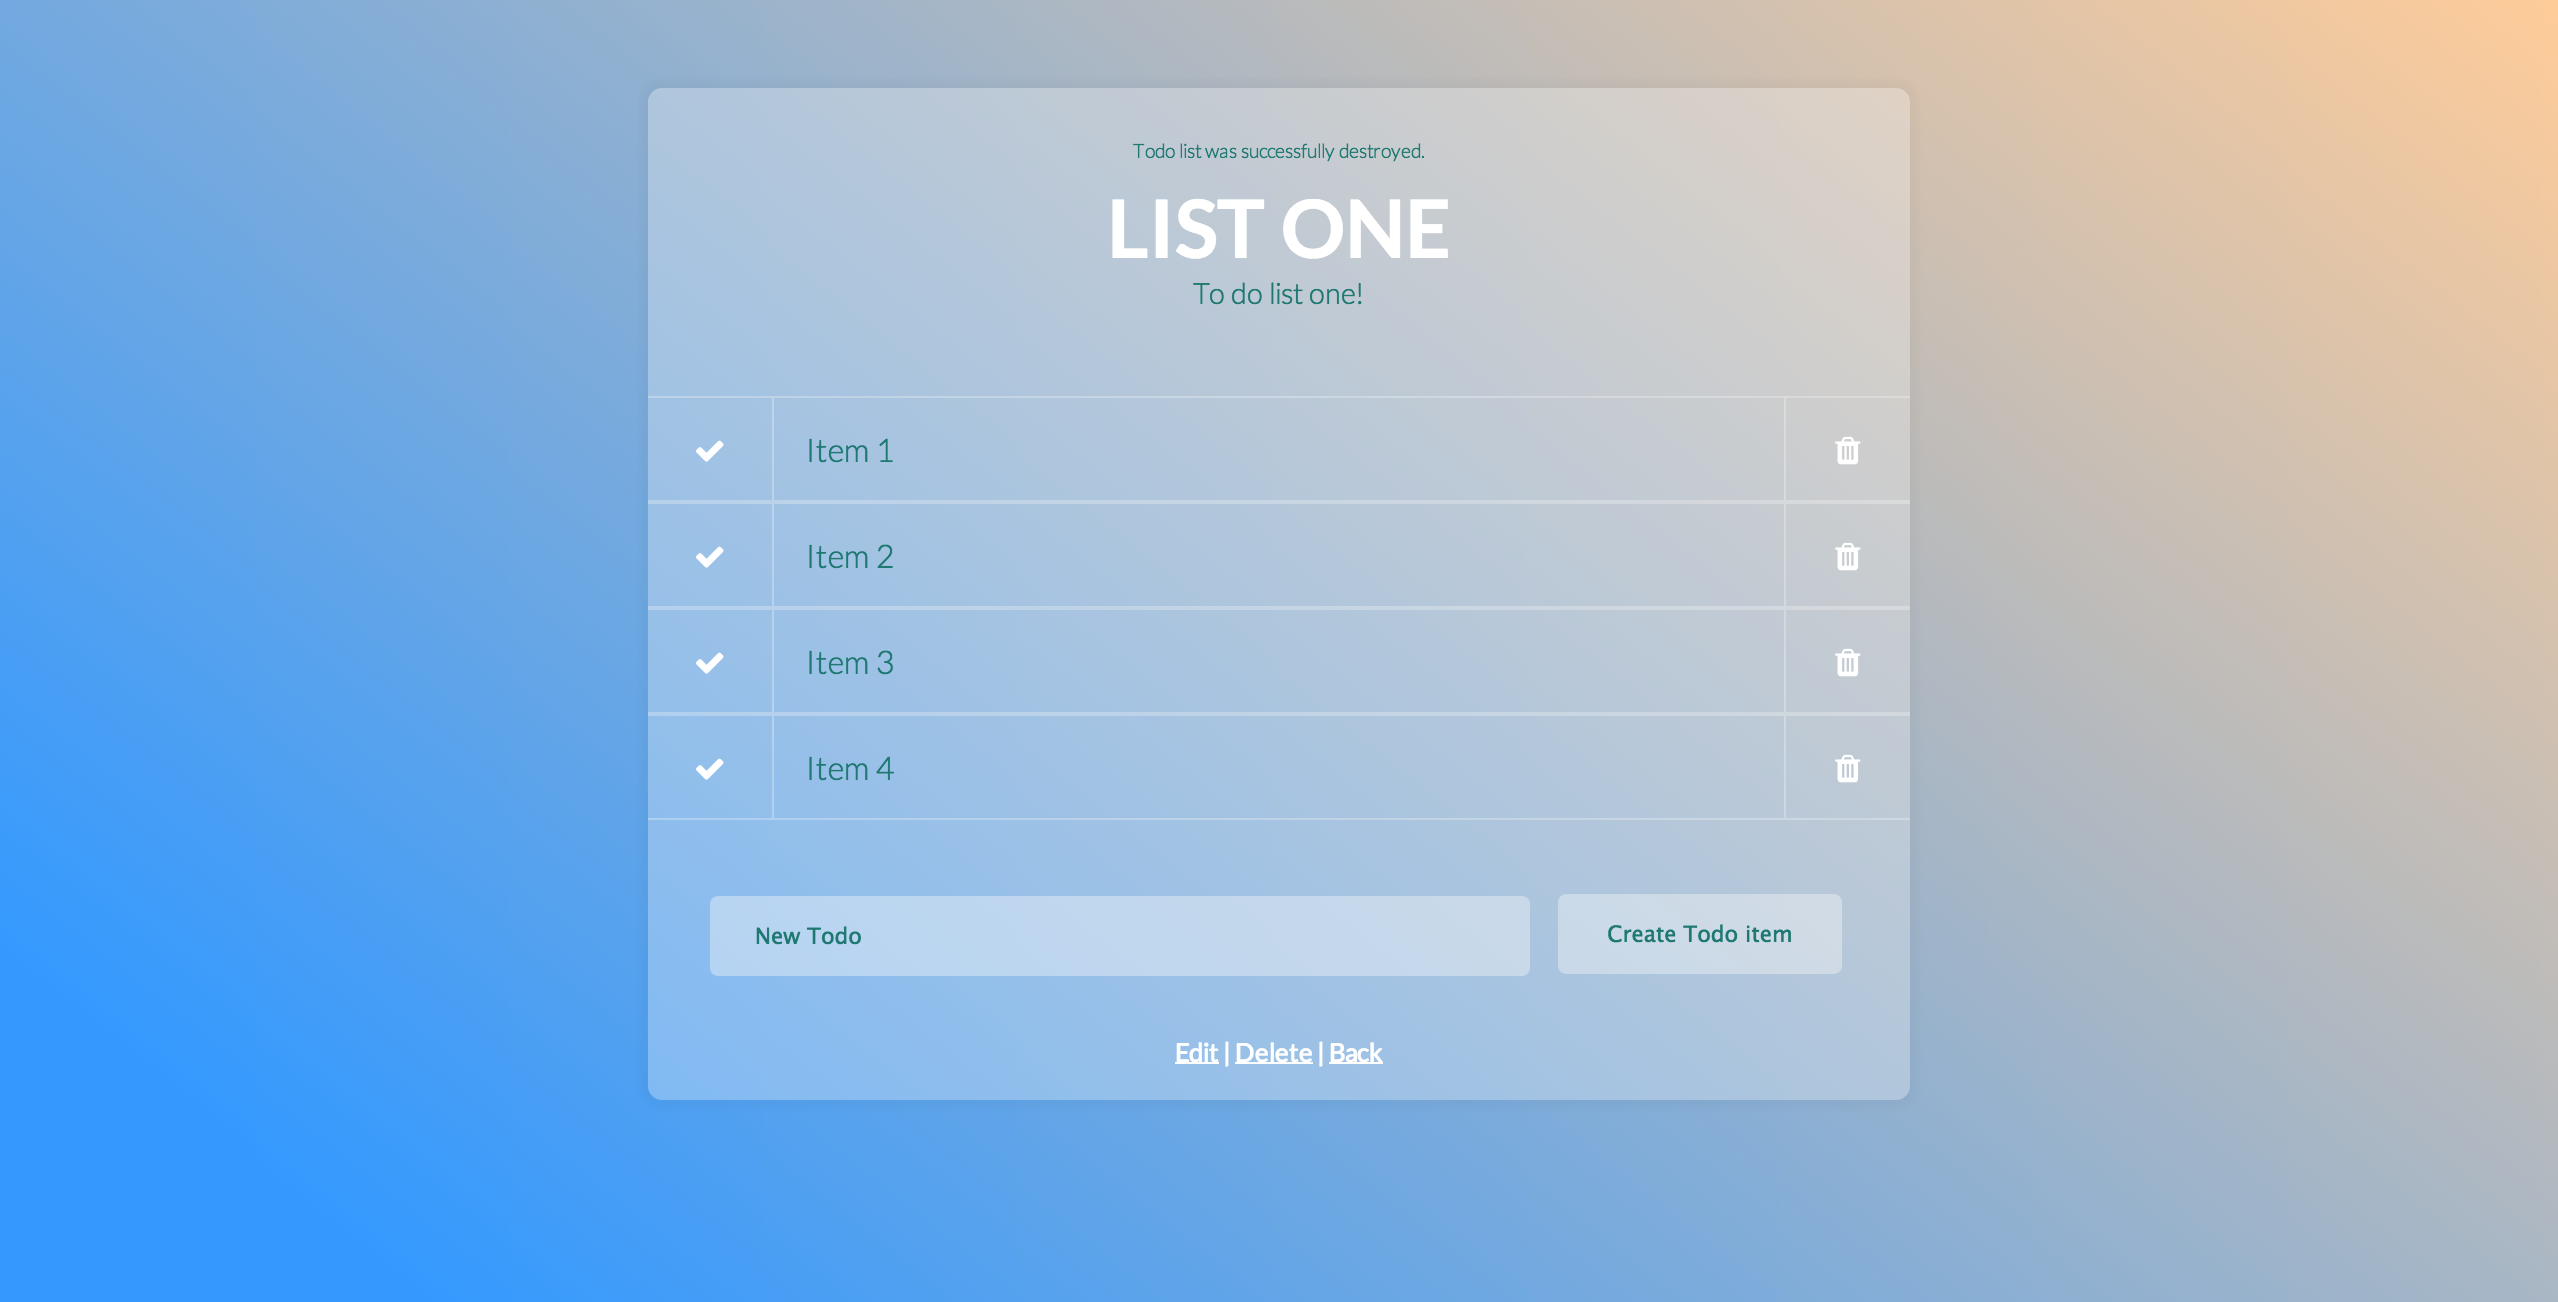 Todo list was successfully destroyed.
LIST ONE
To do list one!
Item 1
Item 2
Item 3
Item 4
New Todo
Create Todo item
Edit | Delete | Back